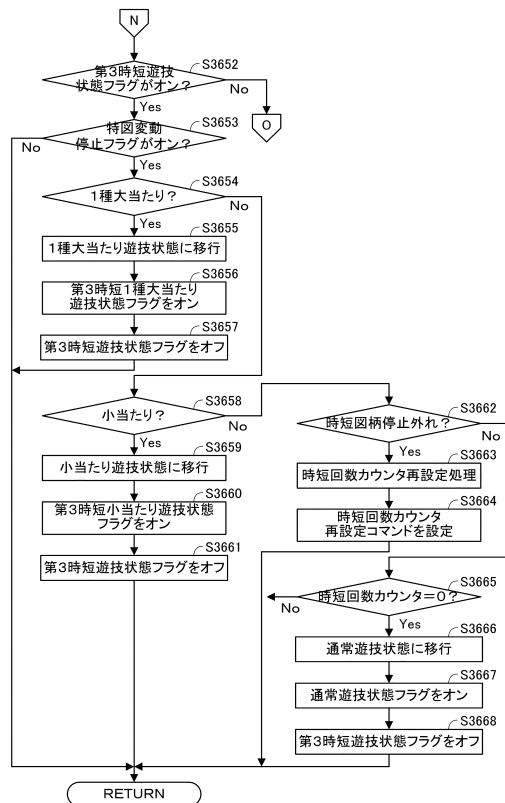 N
S3652
第3時短遊技
状態フラグがオン？
No
Yes
O
S3653
特図変動
停止フラグがオン？
No
Yes
S3654
1種大当たり？
No
Yes
S3655
1種大当たり遊技状態に移行
S3656
第3時短1種大当たり
遊技状態フラグをオン
S3657
第3時短遊技状態フラグをオフ
S3658
小当たり？
No
Yes
S3659
小当たり遊技状態に移行
S3660
第3時短小当たり遊技状態
フラグをオン
S3661
第3時短遊技状態フラグをオフ
S3662
時短図柄停止外れ？
No
Yes
S3663
時短回数カウンタ再設定処理
S3664
時短回数カウンタ
再設定コマンドを設定
S3665
時短回数カウンタ＝0？
No
Yes
S3666
通常遊技状態に移行
S3667
通常遊技状態フラグをオン
S3668
第3時短遊技状態フラグをオフ
RETURN